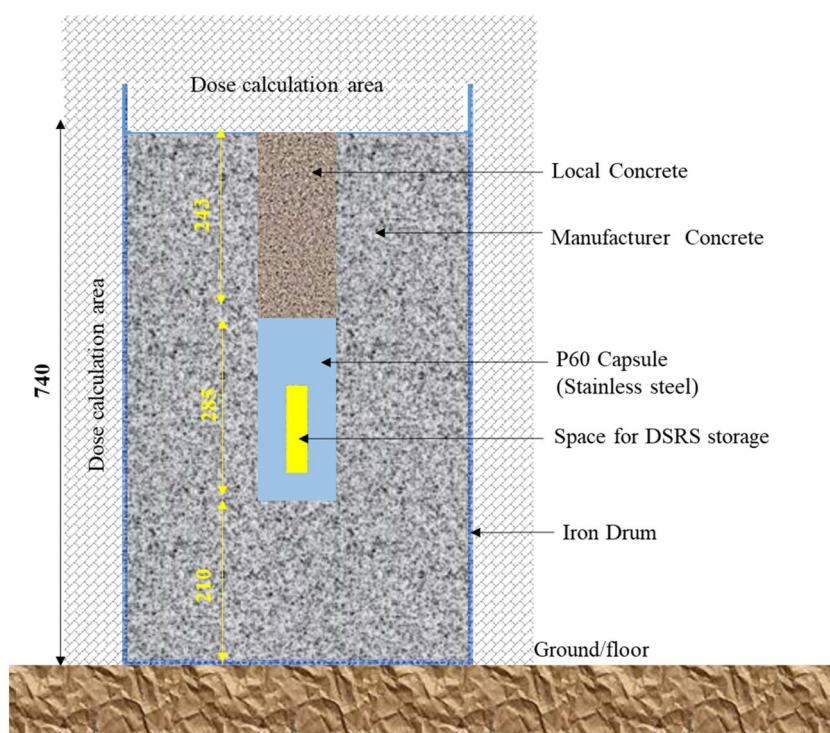 Dose calculation area
Local Concrete
243
Manufacturer Concrete
Dose calculation area
740
P60 Capsule
(Stainless steel)
285
Space for DSRS storage
Iron Drum
210
Ground/floor